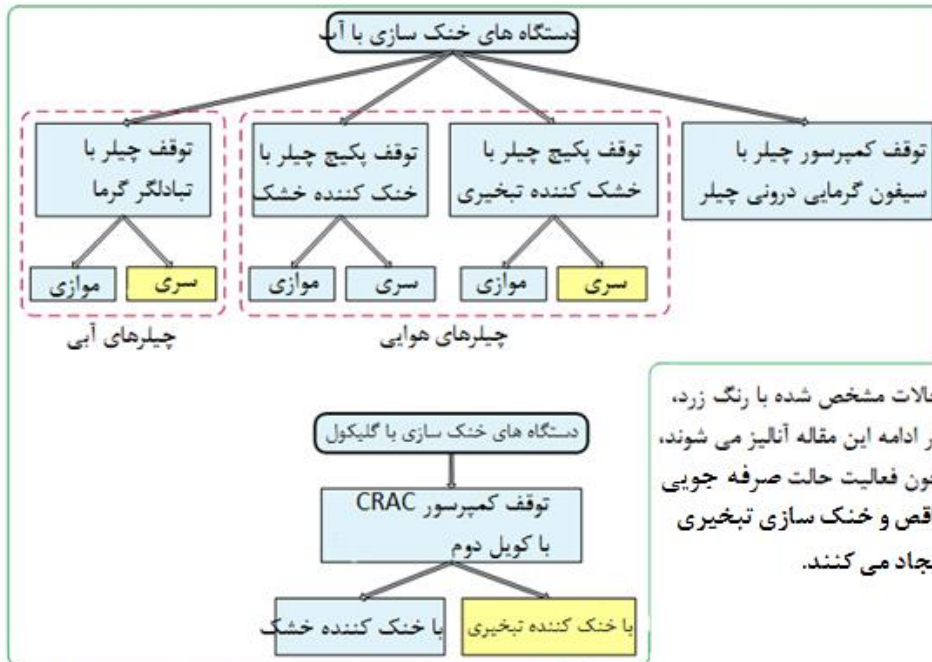 دستگاه های خنک سازی با آب
توقف کمپرسور چیلر با
سیفون گرمایی درونی چیلر
توقف پکیج چیلر با
خشک کننده تبخیری
توقف پکیج چیلر با
خنک کننده خشک
توقف چیلر با
تبادلگر گرما
سری
موازی
سری
موازی
سری
موازی
چیلرهای هوایی
چیلرهای آبی
حالات مشخص شده با رنگ زرد،
ر ادامه این مقاله آنالیز می شوند،
ون فعالیت حالت صرفه جویی
اقص و خنک سازی تبخیری
یجاد می کنند.
دستگاه های خنک سازی با گلیکول
توقف کمپرسور CRAC
با کویل دوم
با خنک کننده تبخیری
با خنک کننده خشک